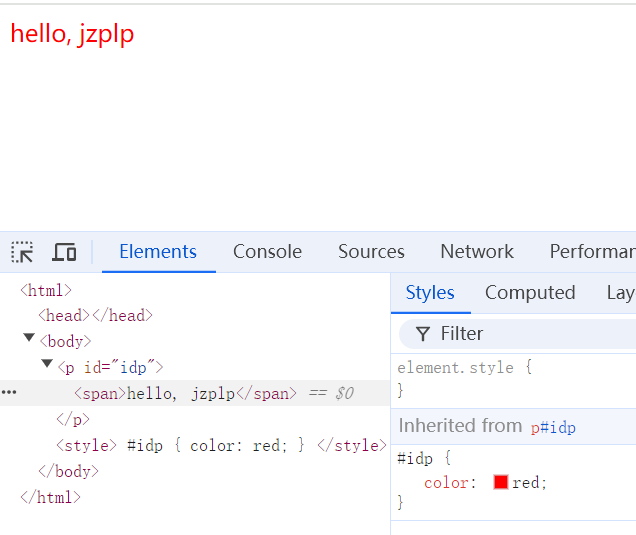 hello, jzplp
Elements Console Sources Network Performan
<html>
<head></head>
<body>
<p id="idp">
<span>hello, jzplp</span> == $0
</p>
<style> #idp { color: red; } </style>
</body>
</html>
Styles Computed Lay
Filter
element.style {
}
Inherited from p#idp
#idp {
color: red;
}